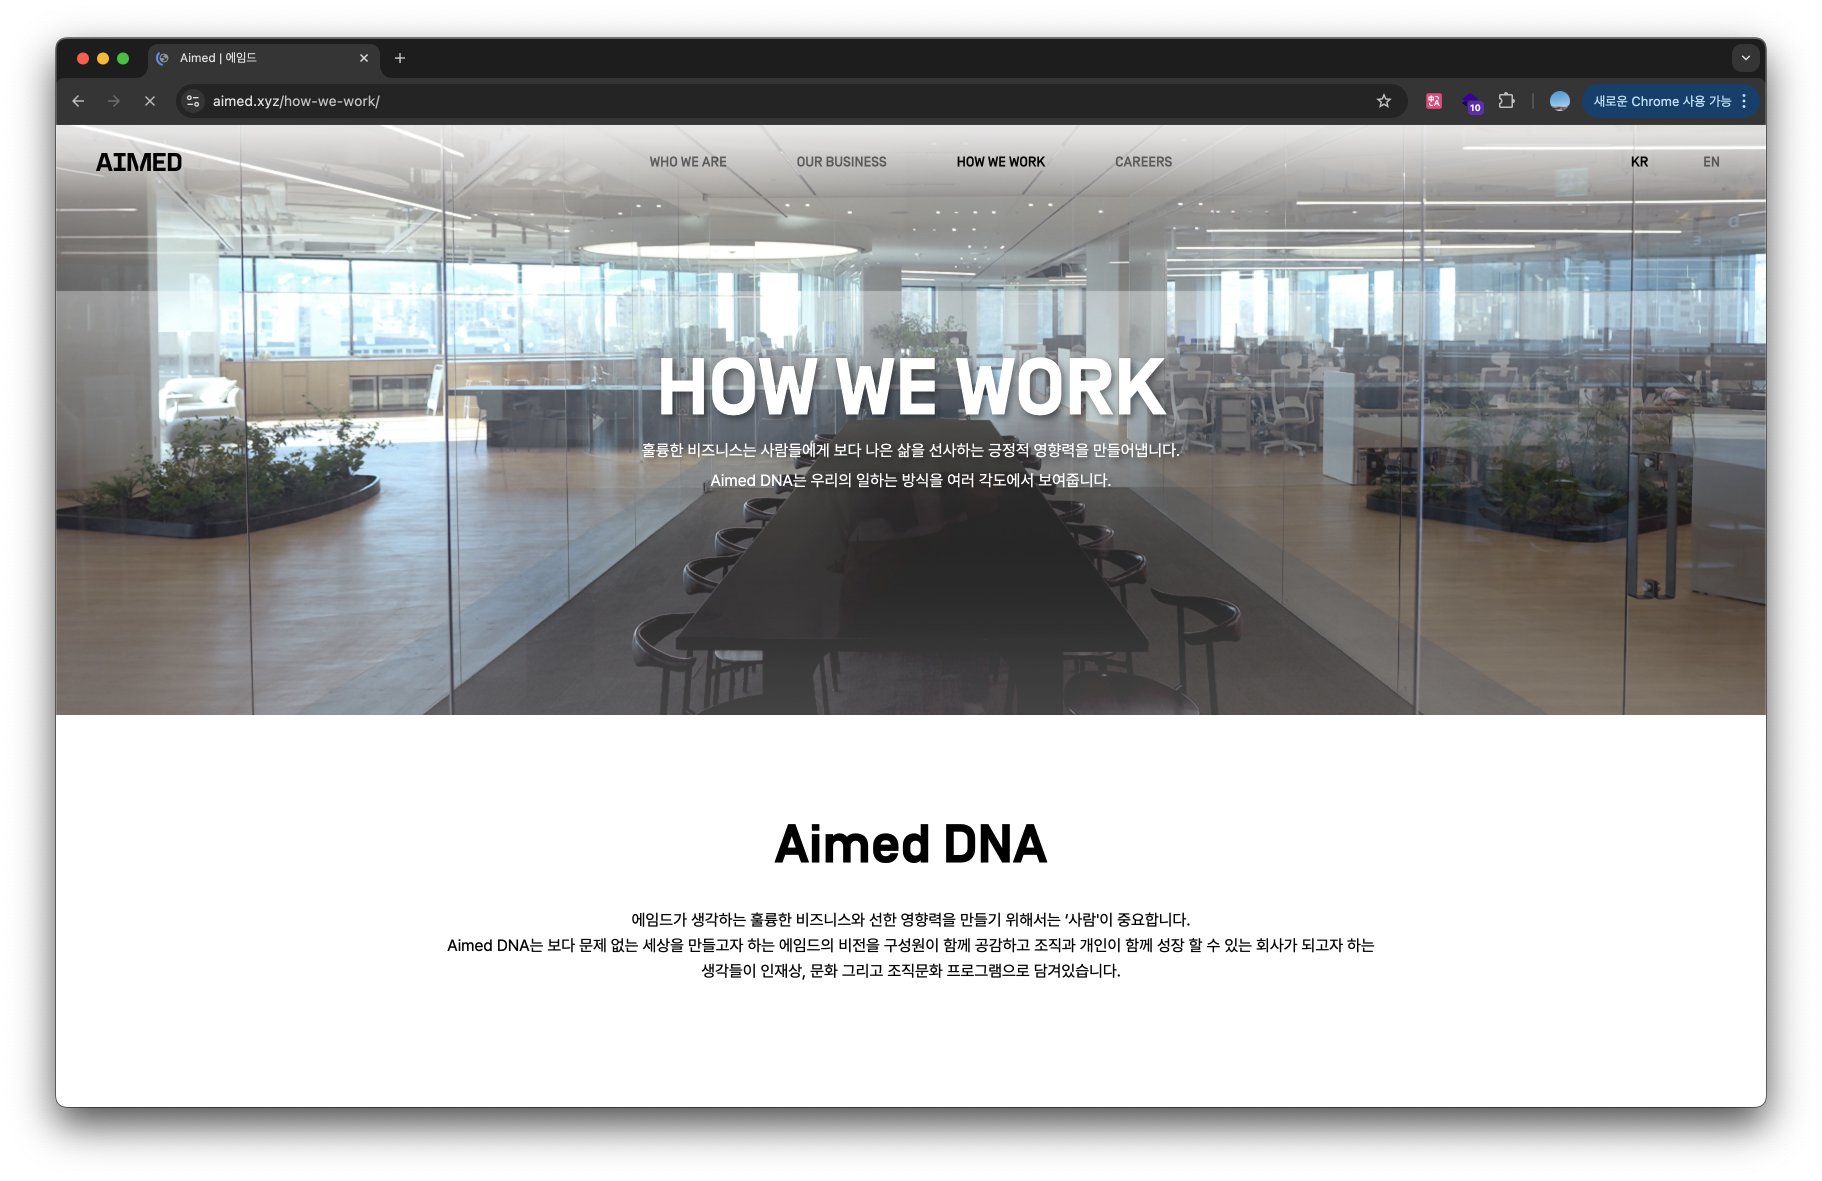 Aimed | 에임드
aimed.xyz/how-we-work/
10
새로운 Chrome 사용 가능
AIMED
WHO WE ARE
OUR BUSINESS
HOW WE WORK
CAREERS
KR
EN
HOW WE WORK
훌륭한 비즈니스는 사람들에게 보다 나은 삶을 선사하는 긍정적 영향력을 만들어냅니다.
Aimed DNA는 우리의 일하는 방식을 여러 각도에서 보여줍니다.
Aimed DNA
에임드가 생각하는 훌륭한 비즈니스와 선한 영향력을 만들기 위해서는 ‘사람'이 중요합니다.
Aimed DNA는 보다 문제 없는 세상을 만들고자 하는 에임드의 비전을 구성원이 함께 공감하고 조직과 개인이 함께 성장 할 수 있는 회사가 되고자 하는
생각들이 인재상, 문화 그리고 조직문화 프로그램으로 담겨있습니다.